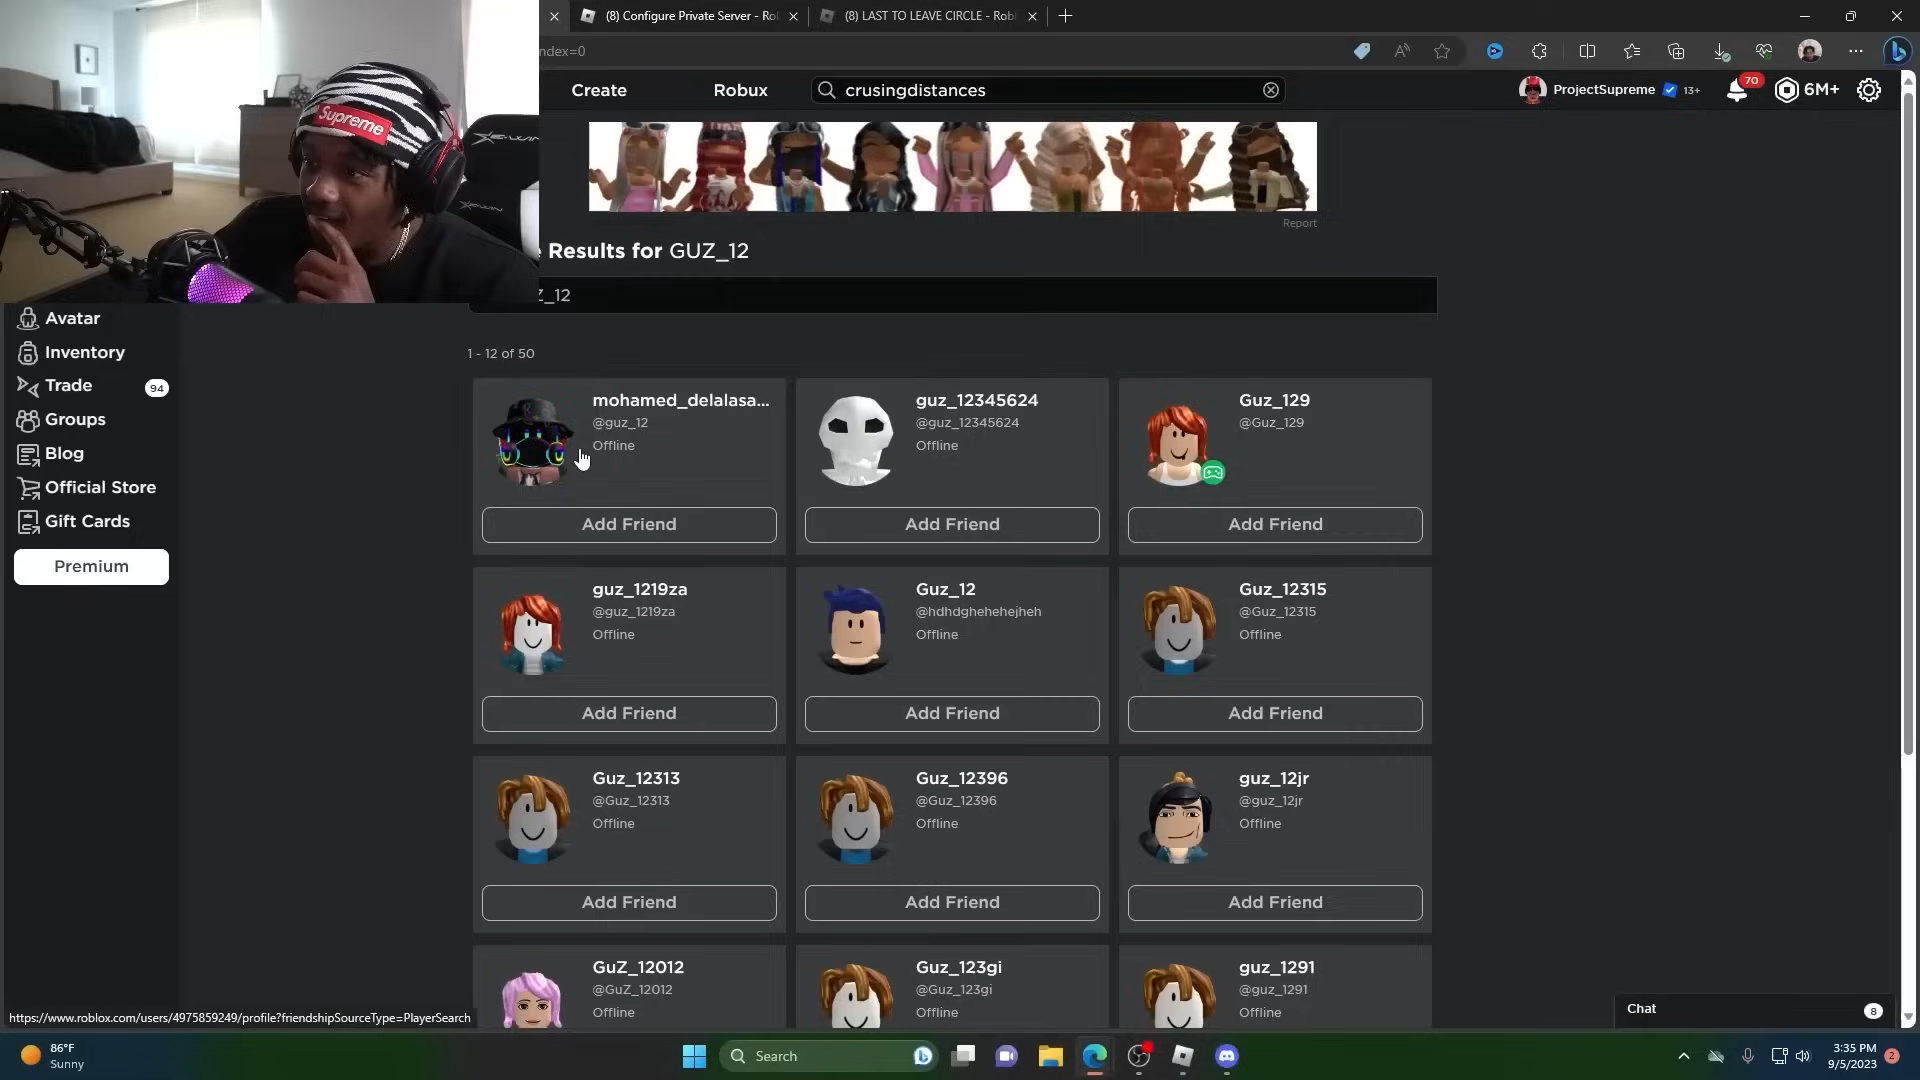 (8) Configure Private Server - Ro
(8) LAST TO LEAVE CIRCLE - Rob
ndex=0
Create
Robux
crusingdistances
ProjectSupreme
13+
70
6M+
Supreme
Report
Results for GUZ_12
_12
Avatar
Inventory
Trade
94
Groups
Blog
Official Store
Gift Cards
Premium
1 - 12 of 50
mohamed_delalasa...
@guz_12
Offline
Add Friend
guz_12345624
@guz_12345624
Offline
Add Friend
Guz_129
@Guz_129
Add Friend
guz_1219za
@guz_1219za
Offline
Add Friend
Guz_12
@hdhdghehehejheh
Offline
Add Friend
Guz_12315
@Guz_12315
Offline
Add Friend
Guz_12313
@Guz_12313
Offline
Add Friend
Guz_12396
@Guz_12396
Offline
Add Friend
guz_12jr
@guz_12jr
Offline
Add Friend
GuZ_12012
@GuZ_12012
Offline
Guz_123gi
@Guz_123gi
Offline
guz_1291
@guz_1291
Offline
https://www.roblox.com/users/4975859249/profile?friendshipSourceType=PlayerSearch
Chat
8
86°F
Sunny
Search
3:35 PM
9/5/2023
2